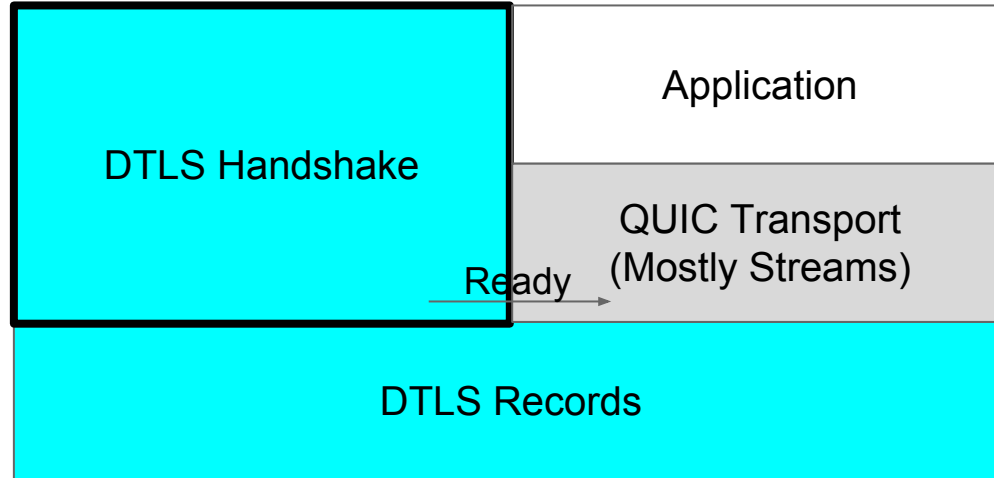 DTLS Handshake
Application
QUIC Transport
(Mostly Streams)
Ready
DTLS Records